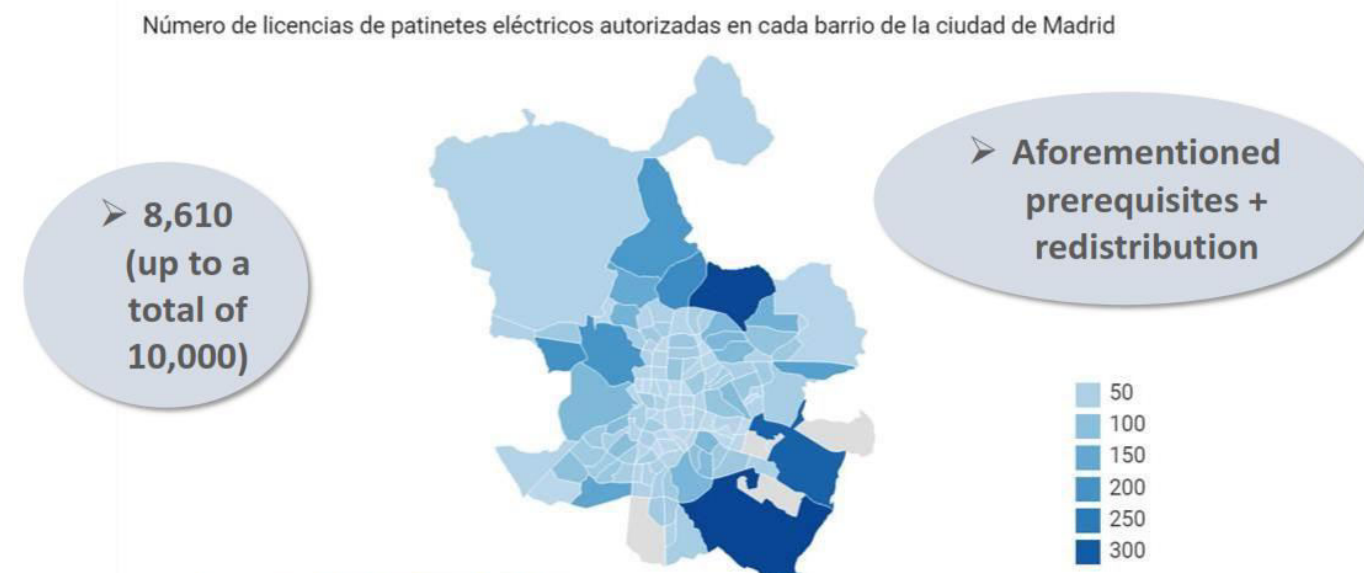 Número de licencias de patinetes eléctricos autorizadas en cada barrio de la ciudad de Madrid
➢ 8,610
(up to a
total of
10,000)
➢ Aforementioned
prerequisites +
redistribution
50
100
150
200
250
300